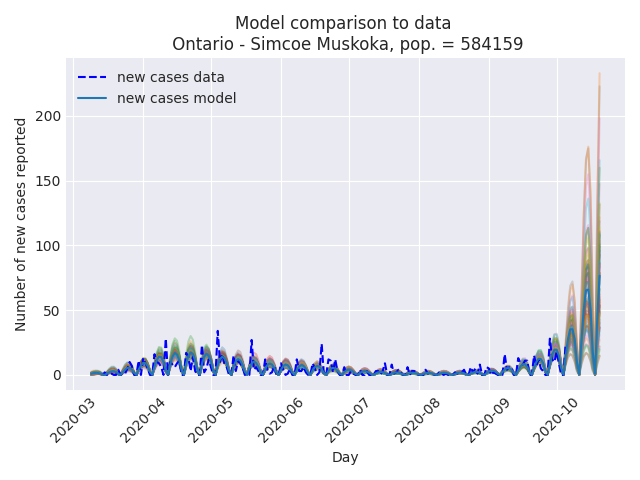 Model comparison to data
Ontario - Simcoe Muskoka, pop. = 584159
new cases data
new cases model
Number of new cases reported
200
150
100
50
0
2020-03
2020-04
2020-05
2020-06
2020-07
2020-08
2020-09
2020-10
Day